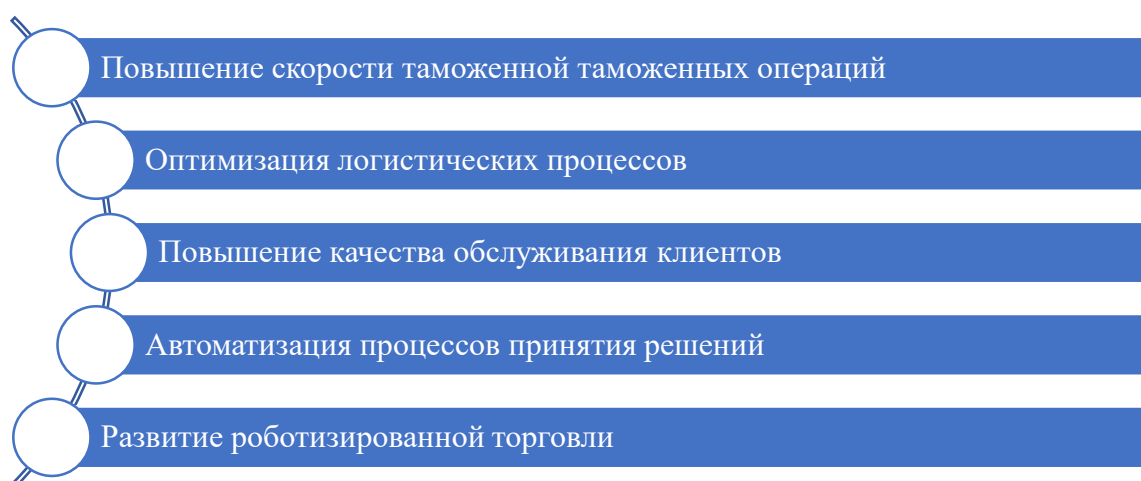 Повышение скорости таможенной таможенных операций
Оптимизация логистических процессов
Повышение качества обслуживания клиентов
Автоматизация процессов принятия решений
Развитие роботизированной торговли